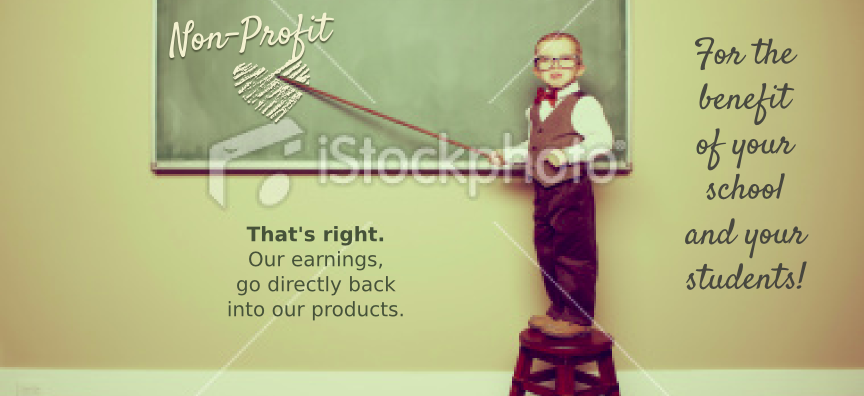 Non-Profit
iStockphoto®
That's right.
Our earnings,
go directly back
into our products.
For the
benefit
of your
school
and your
students!